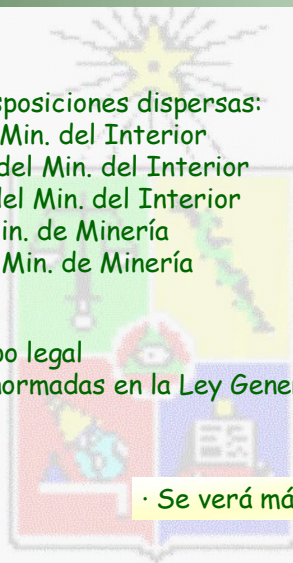 sposiciones dispersas:
Min. del Interior
del Min. del Interior
del Min. del Interior
in. de Minería
Min. de Minería
po legal
normadas en la Ley Gene
· Se verá má